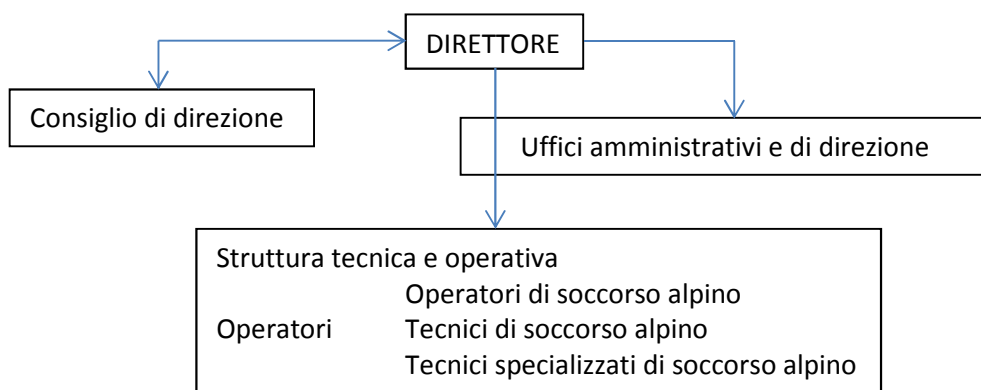 DIRETTORE
Consiglio di direzione
Uffici amministrativi e di direzione
Struttura tecnica e operativa
Operatori di soccorso alpino
Operatori Tecnici di soccorso alpino
Tecnici specializzati di soccorso alpino